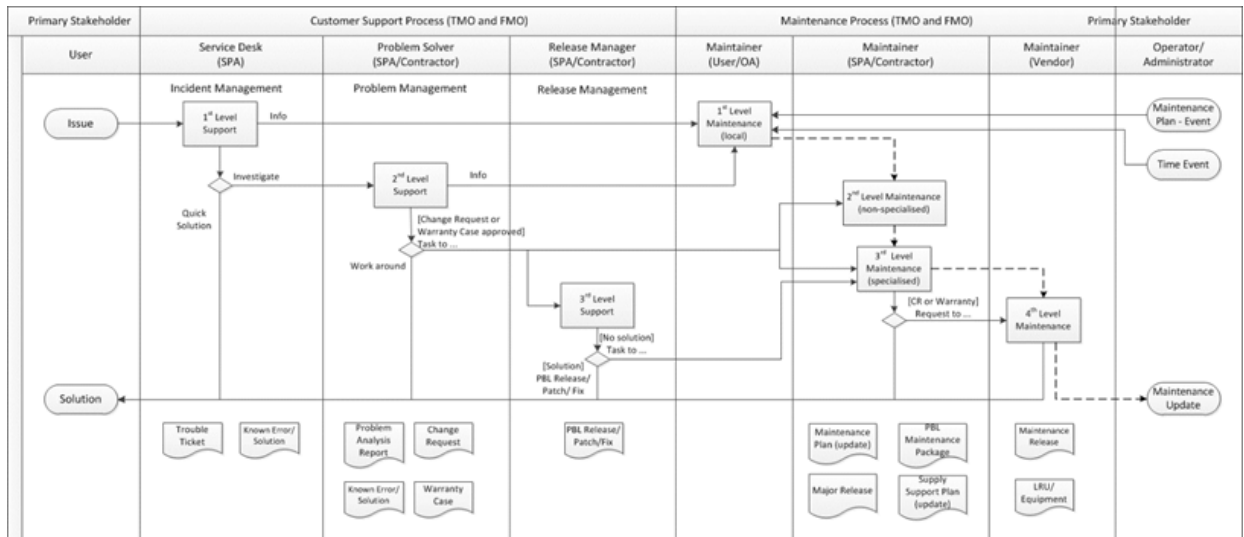 Primary Stakeholder
Customer Support Process (TMO and FMO)
Maintenance Process (TMO and FMO)
Primary Stakeholder
User
Service Desk
(SPA)
Problem Solver
(SPA/Contractor)
Release Manager
(SPA/Contractor)
Maintainer
(User/OA)
Maintainer
(SPA/Contractor)
Maintainer
(Vendor)
Operator/
Administrator
Incident Management
Problem Management
Release Management
Issue
1st Level
Support
Info
1st Level
Maintenance
(local)
Maintenance
Plan - Event
Time Event
Investigate
2nd Level
Support
Info
2nd Level Maintenance
(non-specialised)
Quick
Solution
[Change Request or
Warranty Case approved]
Task to ...
Work around
3rd Level
Maintenance
(specialised)
3rd Level
Support
[CR or Warranty]
Request to ...
4th Level
Maintenance
[No solution]
Task to ...
[Solution]
PBL Release/
Patch/ Fix
Solution
Maintenance
Update
Trouble
Ticket
Known Error/
Solution
Problem
Analysis
Report
Change
Request
PBL Release/
Patch/Fix
Maintenance
Plan (update)
PBL
Maintenance
Package
Maintenance
Release
Known Error/
Solution
Warranty
Case
Major Release
Supply
Support Plan
(update)
LRU/
Equipment